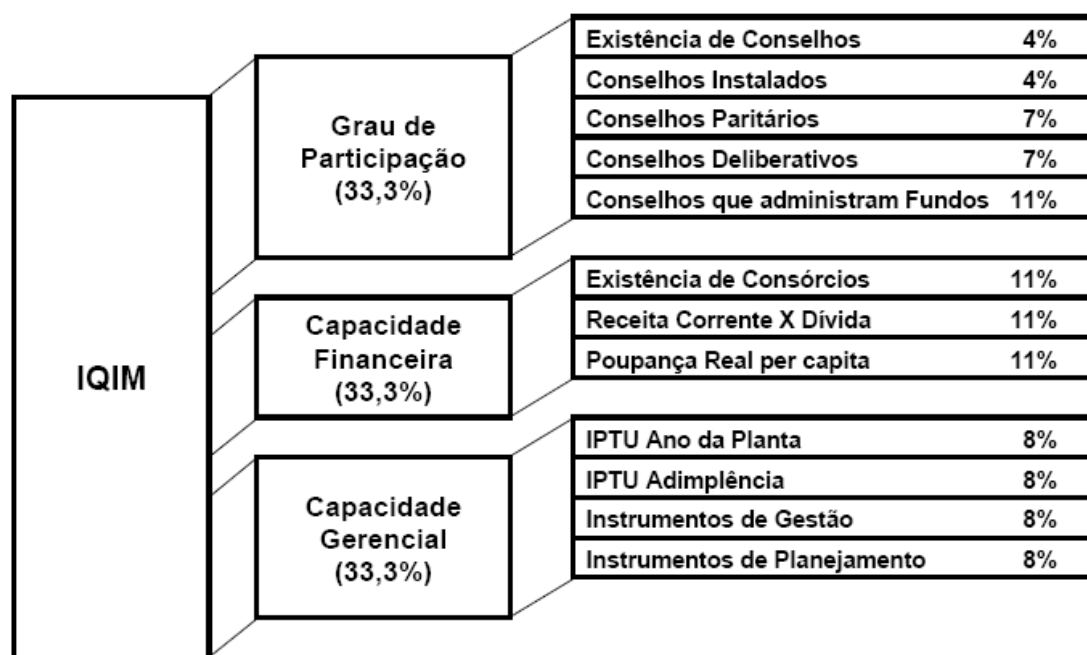 IQIM
Grau de
Participação
(33,3%)
Existência de Conselhos 4%
Conselhos Instalados 4%
Conselhos Paritários 7%
Conselhos Deliberativos 7%
Conselhos que administram Fundos 11%
Capacidade
Financeira
(33,3%)
Existência de Consórcios 11%
Receita Corrente X Dívida 11%
Poupança Real per capita 11%
Capacidade
Gerencial
(33,3%)
IPTU Ano da Planta 8%
IPTU Adimplência 8%
Instrumentos de Gestão 8%
Instrumentos de Planejamento 8%